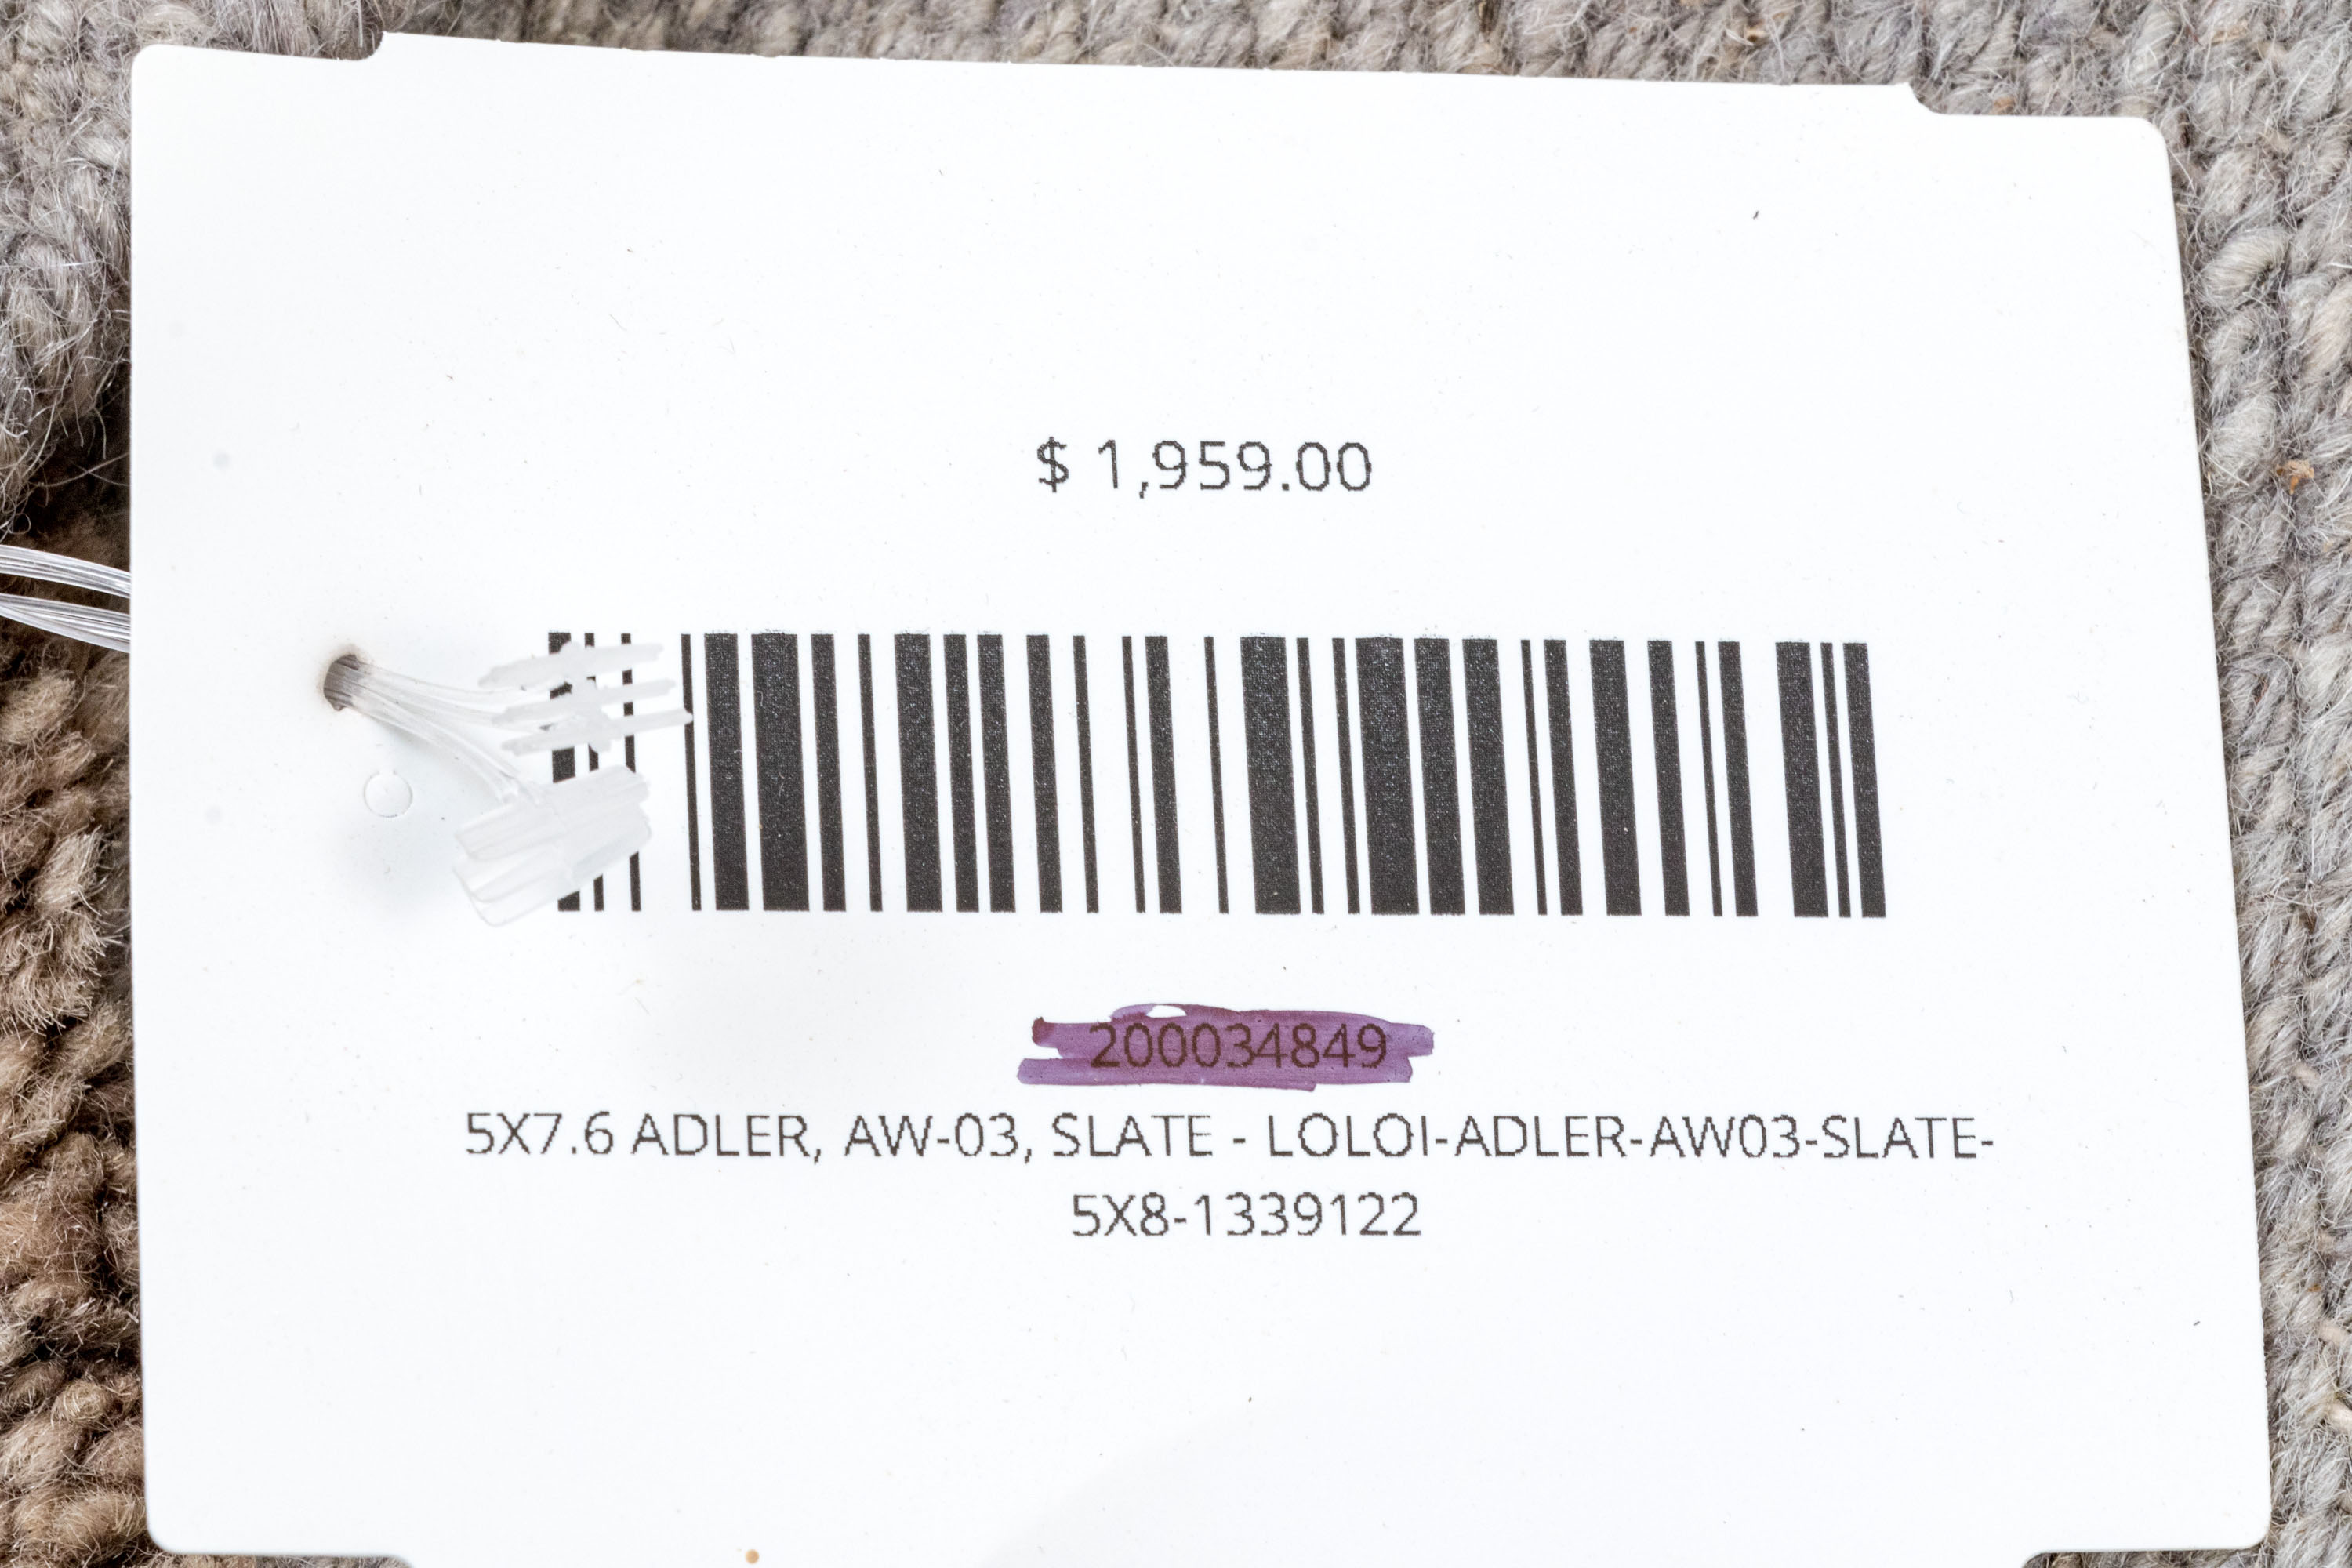 $ 1,959.00
200034849
5X7.6 ADLER, AW-03, SLATE - LOLOI-ADLER-AW03-SLATE-
5X8-1339122